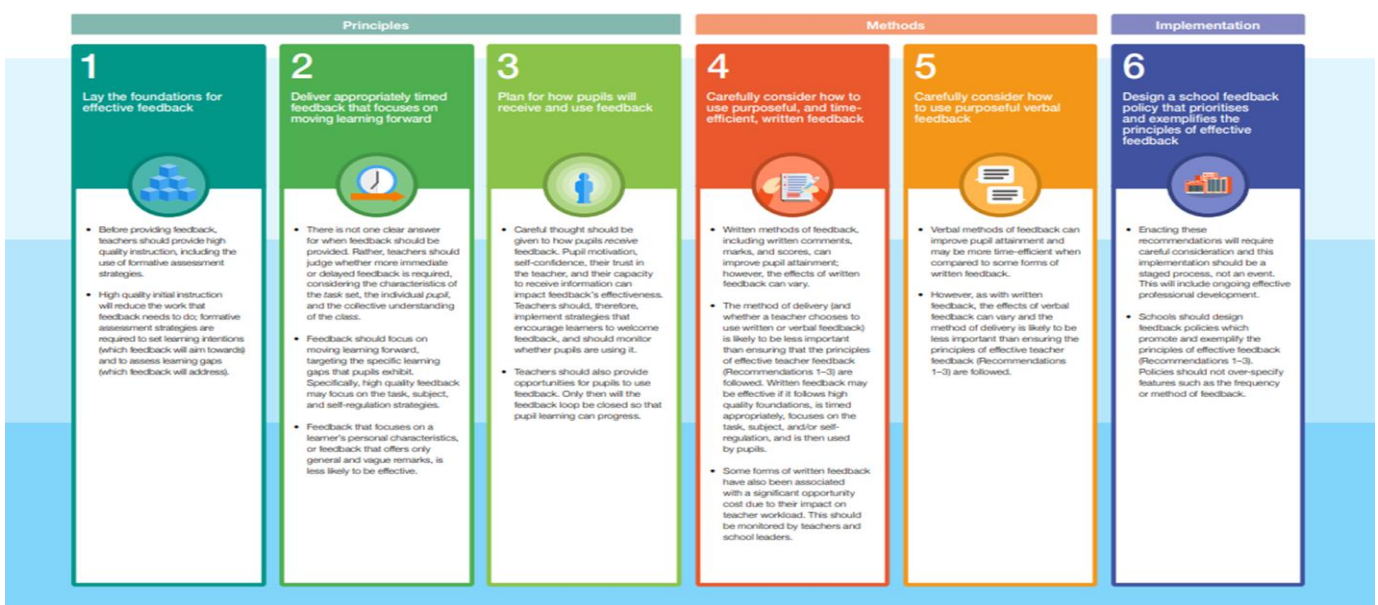 Principles
Methods
Implementation
1
Lay the foundations for
effective feedback
• Before providing feedback,
teachers should provide high
quality instruction, including the
use of formative assessment
strategies.
• High quality initial instruction
will reduce the work that
feedback needs to do; formative
assessment strategies are
required to set learning intentions
(which feedback will aim towards)
and to assess learning gaps
(which feedback will address).
2
Deliver appropriately timed
feedback that focuses on
moving learning forward
• There is not one clear answer
for when feedback should be
provided. Rather, teachers should
judge whether more immediate
or delayed feedback is required,
considering the characteristics of
the task set, the individual pupil,
and the collective understanding
of the class.
• Feedback should focus on
moving learning forward,
targeting the specific learning
gaps that pupils exhibit.
Specifically, high quality feedback
may focus on the task, subject,
and self-regulation strategies.
• Feedback that focuses on a
learner's personal characteristics,
or feedback that offers only
general and vague remarks, is
less likely to be effective.
3
Plan for how pupils will
receive and use feedback
• Careful thought should be
given to how pupils receive
feedback. Pupil motivation,
self-confidence, their trust in
the teacher, and their capacity
to receive information can
impact feedback's effectiveness.
Teachers should, therefore,
implement strategies that
encourage learners to welcome
feedback, and should monitor
whether pupils are using it.
• Teachers should also provide
opportunities for pupils to use
feedback. Only then will the
feedback loop be closed so that
pupil learning can progress.
4
Carefully consider how to
use purposeful, and time-
efficient, written feedback
• Written methods of feedback,
including written comments,
marks, and scores, can
improve pupil attainment;
however, the effects of written
feedback can vary.
• The method of delivery (and
whether a teacher chooses to
use written or verbal feedback)
is likely to be less important
than ensuring that the principles
of effective teacher feedback
(Recommendations 1–3) are
followed. Written feedback may
be effective if it follows high
quality foundations, is timed
appropriately, focuses on the
task, subject, and/or self-
regulation, and is then used
by pupils.
• Some forms of written feedback
have also been associated
with a significant opportunity
cost due to their impact on
teacher workload. This should
be monitored by teachers and
school leaders.
5
Carefully consider how
to use purposeful verbal
feedback
• Verbal methods of feedback can
improve pupil attainment and
may be more time-efficient when
compared to some forms of
written feedback.
• However, as with written
feedback, the effects of verbal
feedback can vary and the
method of delivery is likely to be
less important than ensuring the
principles of effective teacher
feedback (Recommendations
1–3) are followed.
6
Design a school feedback
policy that prioritises
and exemplifies the
principles of effective
feedback
• Enacting these
recommendations will require
careful consideration and this
implementation should be a
staged process, not an event.
This will include ongoing effective
professional development.
• Schools should design
feedback policies which
promote and exemplify the
principles of effective feedback
(Recommendations 1–3).
Policies should not over-specify
features such as the frequency
or method of feedback.